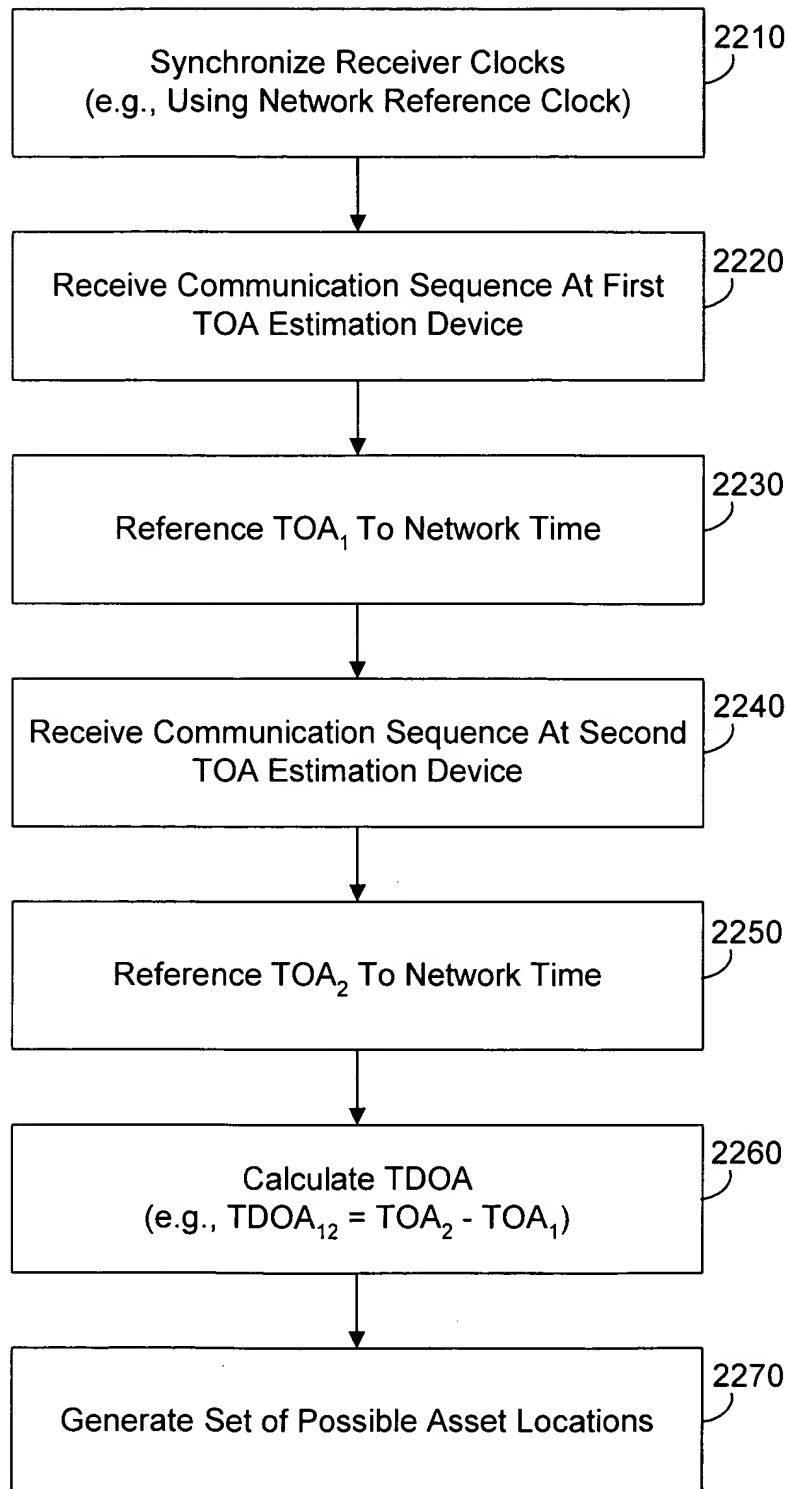 2210
Synchronize Receiver Clocks
(e.g., Using Network Reference Clock)
2220
Receive Communication Sequence At First
TOA Estimation Device
2230
Reference TOA₁ To Network Time
2240
Receive Communication Sequence At Second
TOA Estimation Device
2250
Reference TOA₂ To Network Time
2260
Calculate TDOA
(e.g., TDOA₁₂ = TOA₂ - TOA₁)
2270
Generate Set of Possible Asset Locations